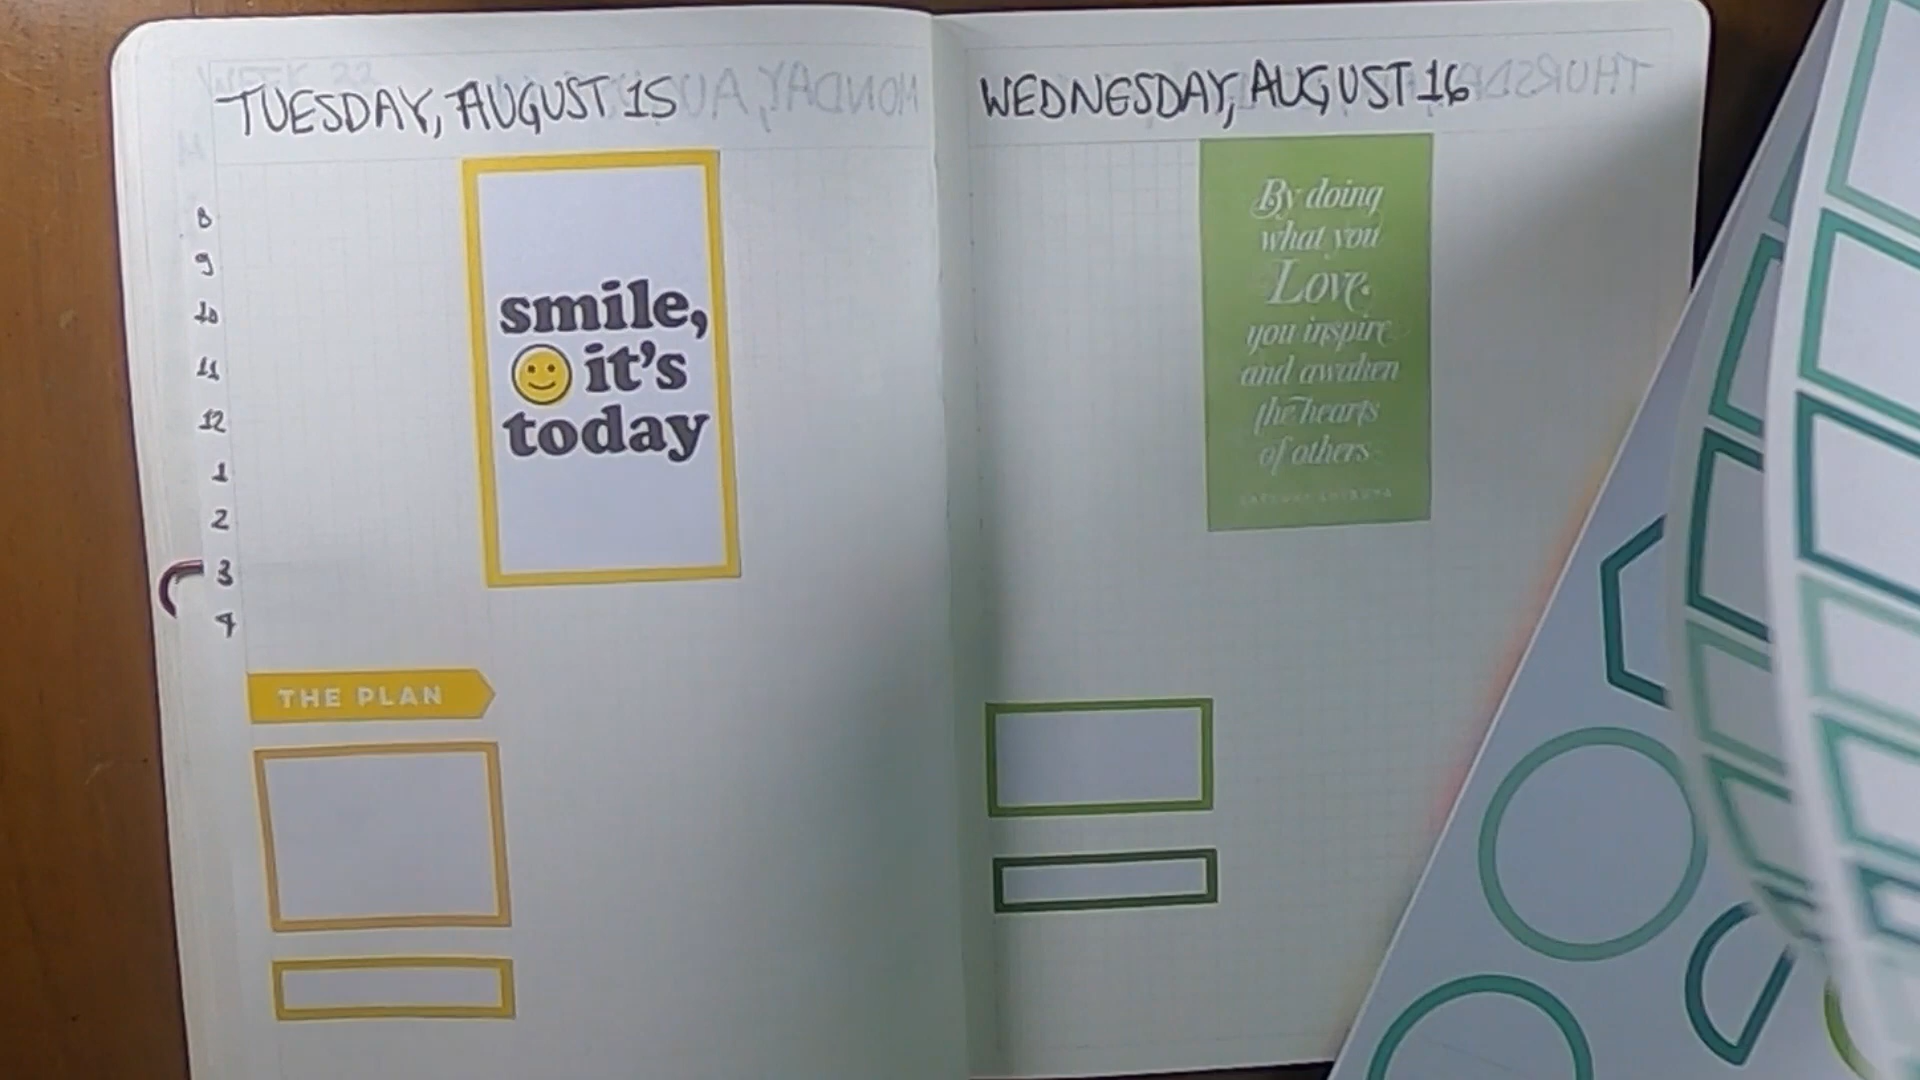 TUESDAY, AUGUST 15
8
9
10
11
12
1
2
3
4
smile,
it's
today
THE PLAN
WEDNESDAY, AUGUST 16
By doing
what you
Love,
you inspire
and awaken
the hearts
of others